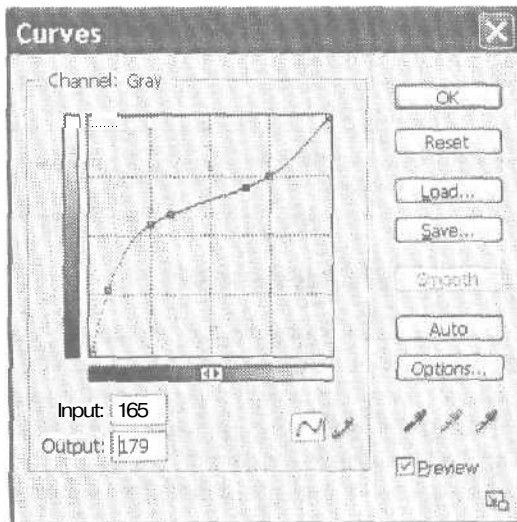 Curves
Channel: Gray
OK
Reset
Load...
Save...
Smooth
Auto
Options...
Input: 165
Output: 179
Preview